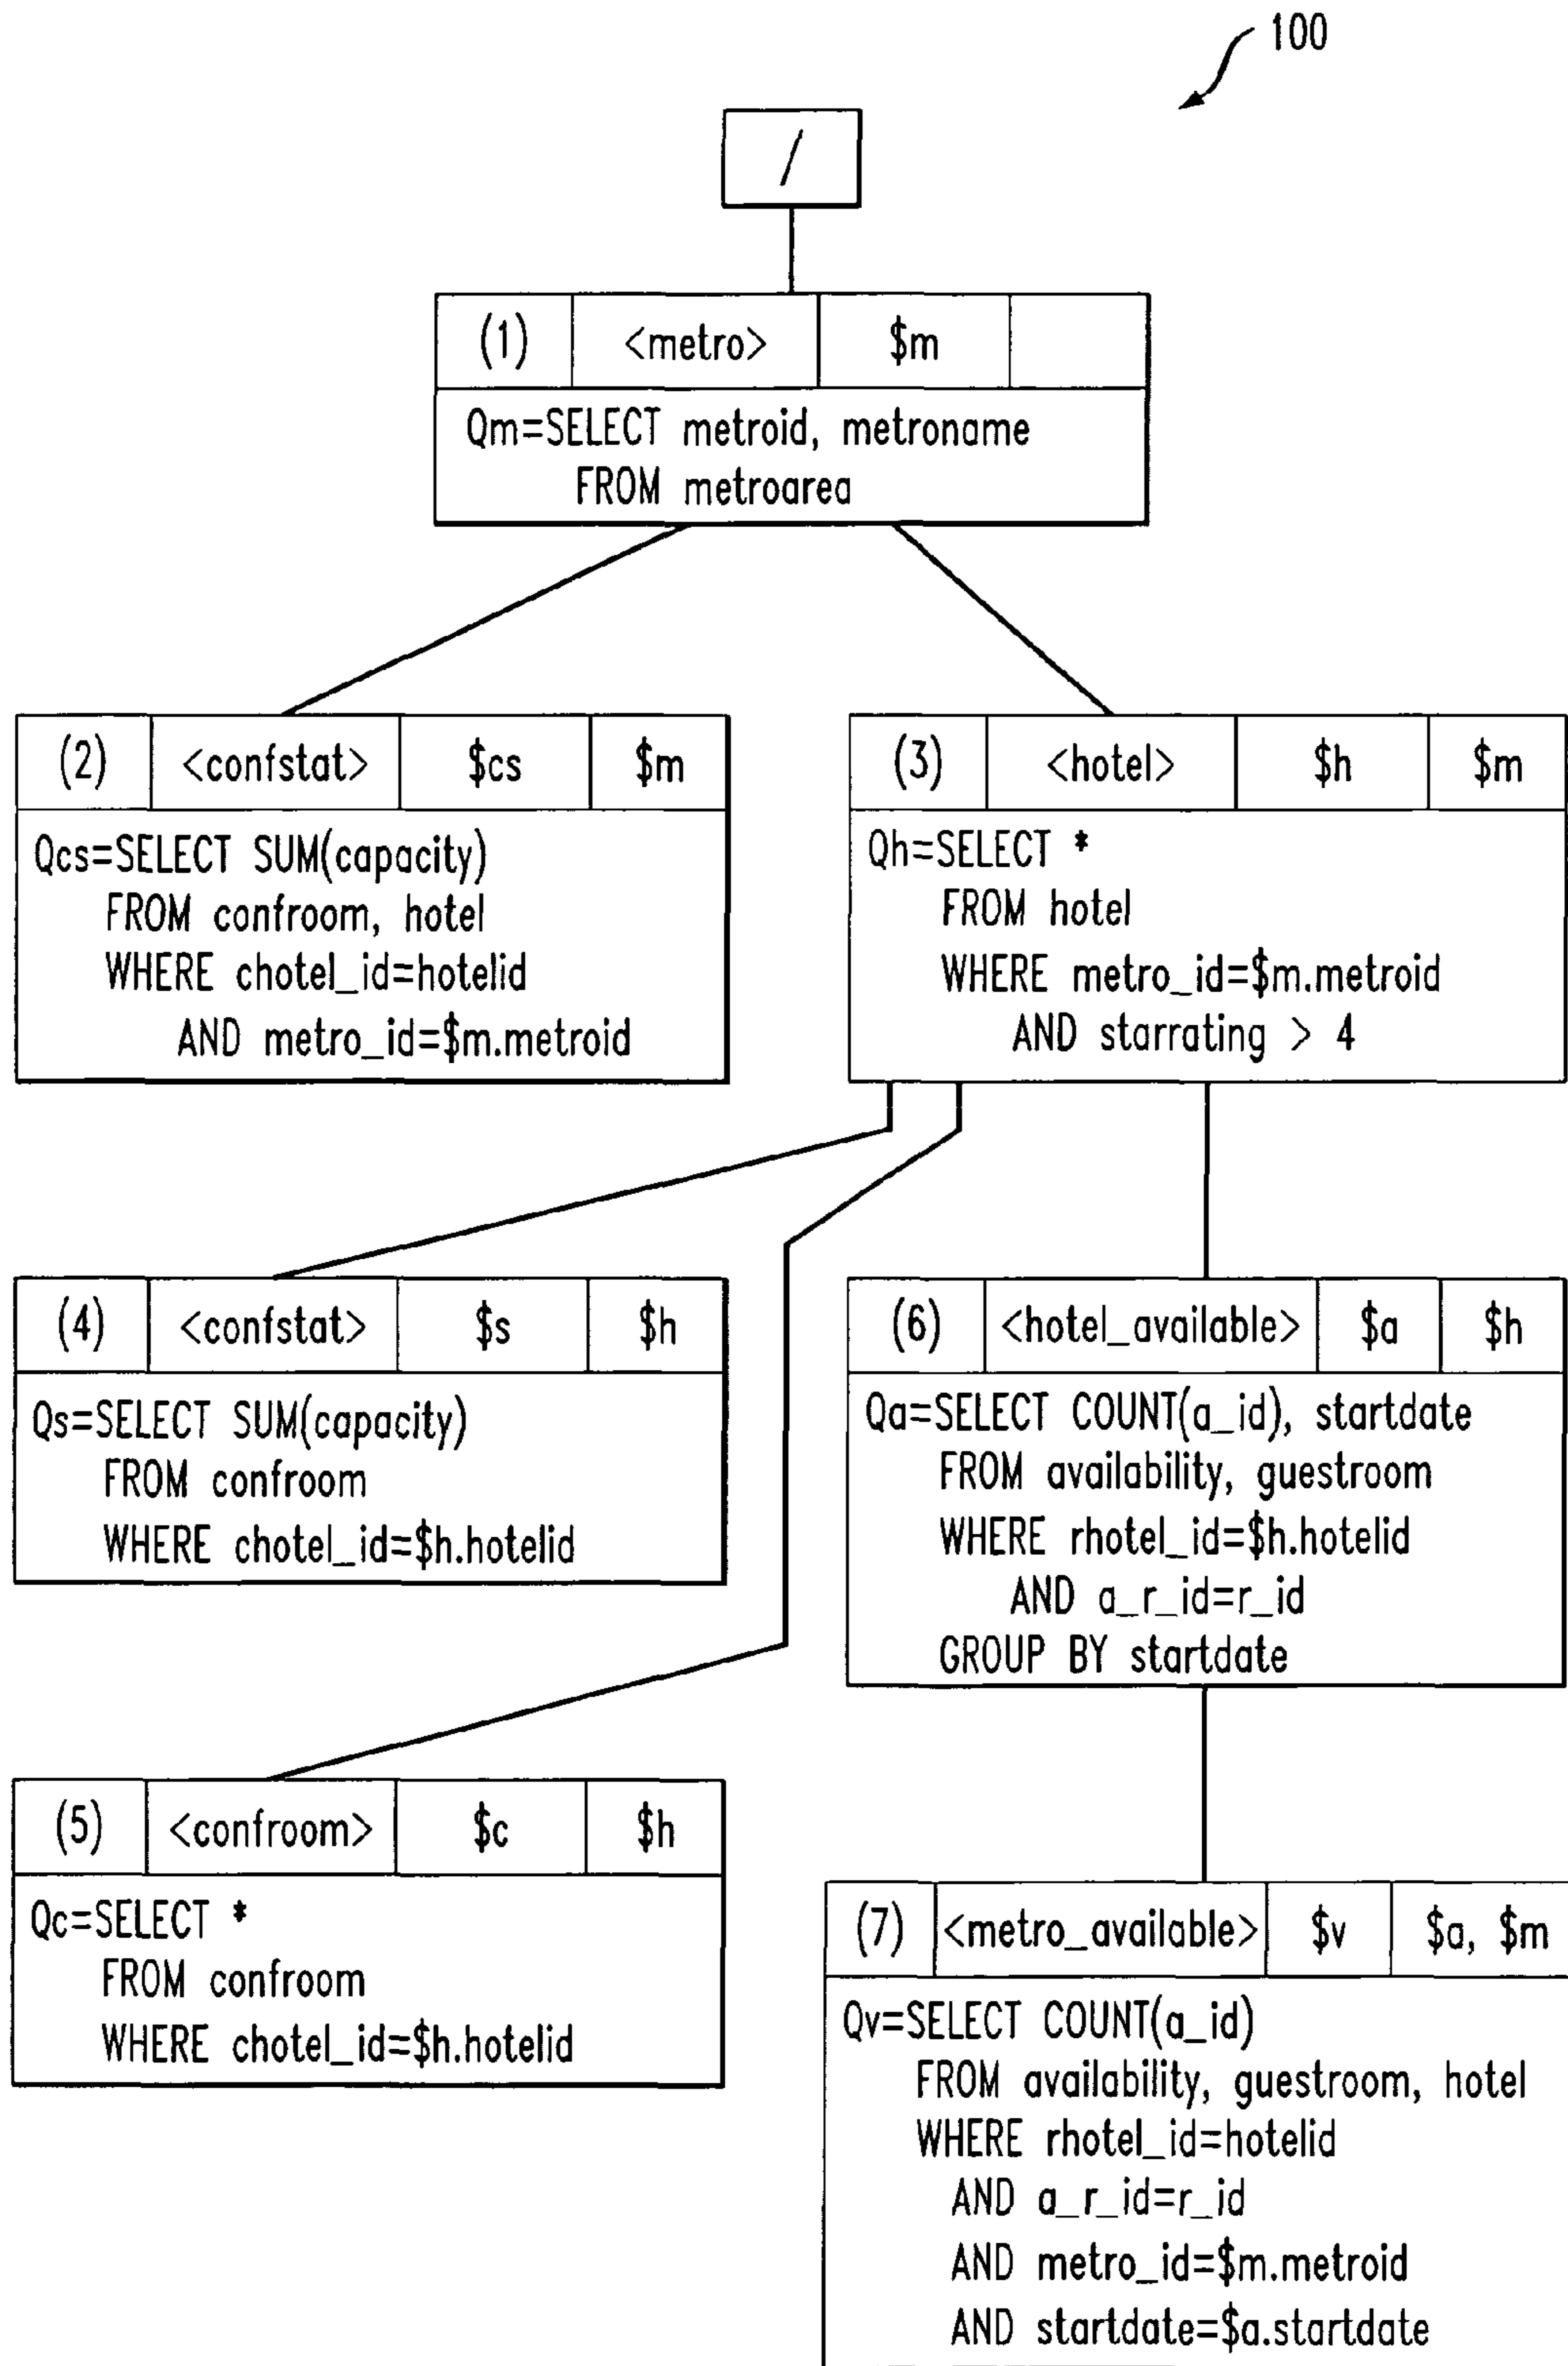 100
/
(1) <metro> $m
Qm=SELECT metroid, metroname
FROM metroarea
(2) <confstat> $cs $m
Qcs=SELECT SUM(capacity)
FROM confroom, hotel
WHERE chotel_id=hotelid
AND metro_id=$m.metroid
(3) <hotel> $h $m
Qh=SELECT *
FROM hotel
WHERE metro_id=$m.metroid
AND starrating > 4
(4) <confstat> $s $h
Qs=SELECT SUM(capacity)
FROM confroom
WHERE chotel_id=$h.hotelid
(6) <hotel_available> $a $h
Qa=SELECT COUNT(a_id), startdate
FROM availability, guestroom
WHERE rhotel_id=$h.hotelid
AND a_r_id=r_id
GROUP BY startdate
(5) <confroom> $c $h
Qc=SELECT *
FROM confroom
WHERE chotel_id=$h.hotelid
(7) <metro_available> $v $a, $m
Qv=SELECT COUNT(a_id)
FROM availability, guestroom, hotel
WHERE rhotel_id=hotelid
AND a_r_id=r_id
AND metro_id=$m.metroid
AND startdate=$a.startdate